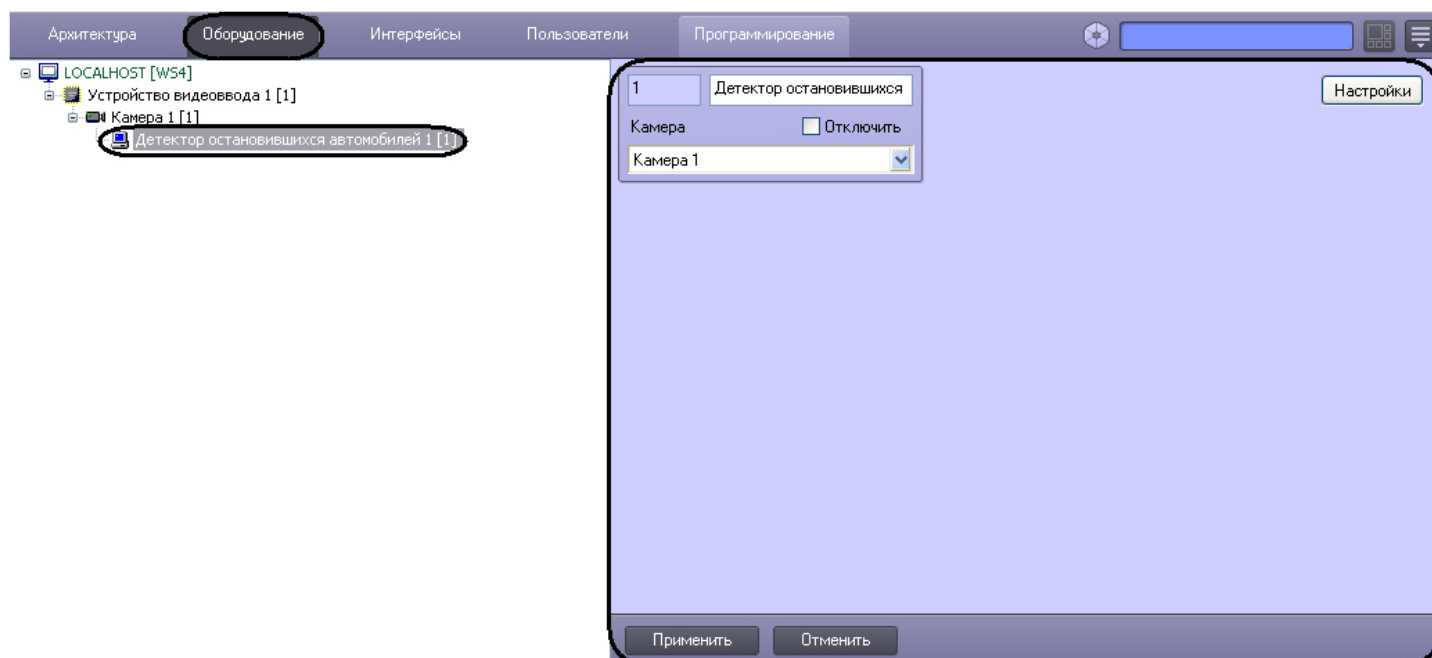 Архитектура Оборудование Интерфейсы Пользователи Программирование
LOCALHOST [WS4]
Устройство видеоввода 1 [1]
Камера 1 [1]
Детектор остановившихся автомобилей 1 [1]
1 Детектор остановившихся Настройки
Камера Отключить
Камера 1
Применить Отменить